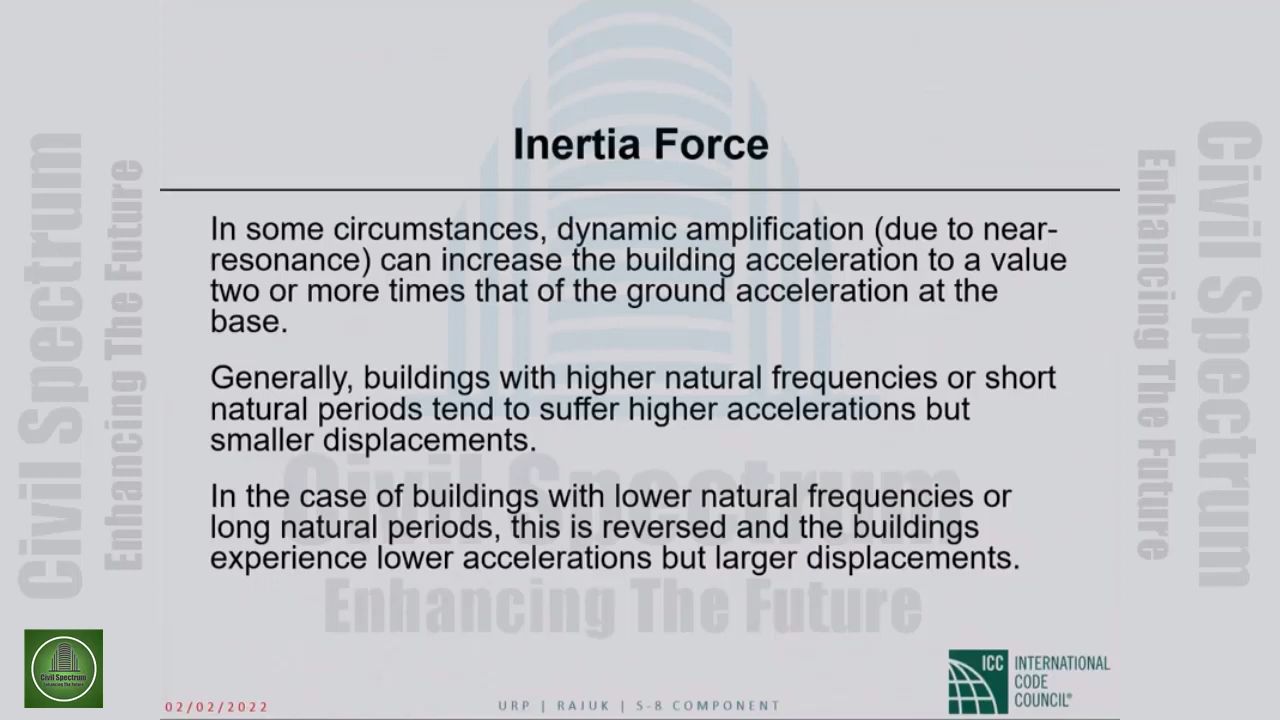 Inertia Force
In some circumstances, dynamic amplification (due to near-
resonance) can increase the building acceleration to a value
two or more times that of the ground acceleration at the
base.
Generally, buildings with higher natural frequencies or short
natural periods tend to suffer higher accelerations but
smaller displacements.
In the case of buildings with lower natural frequencies or
long natural periods, this is reversed and the buildings
experience lower accelerations but larger displacements.
Civil Spectrum
Enhancing The Future
Civil Spectrum
Enhancing The Future
Enhancing The Future
Civil Spectrum
Civil Spectrum
Enhancing The Future
02/02/2022
URP | RAJUK | S-8 COMPONENT
ICC
INTERNATIONAL
CODE
COUNCIL®